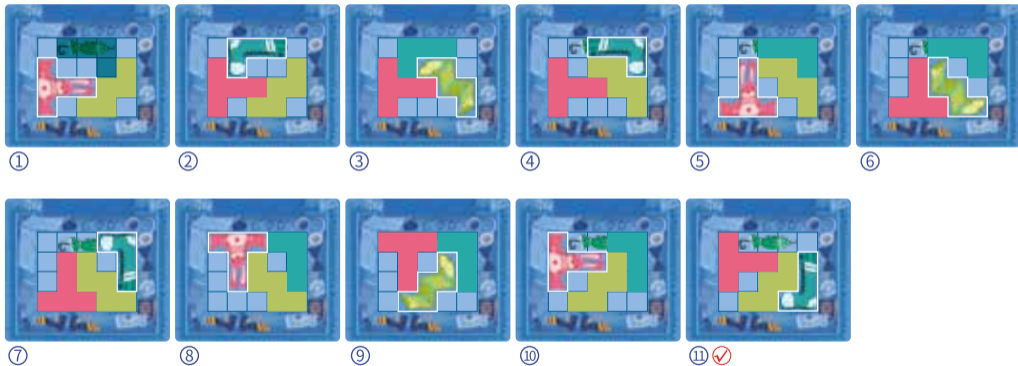 ① ② ③ ④ ⑤ ⑥
⑦ ⑧ ⑨ ⑩ ⑪ ✓